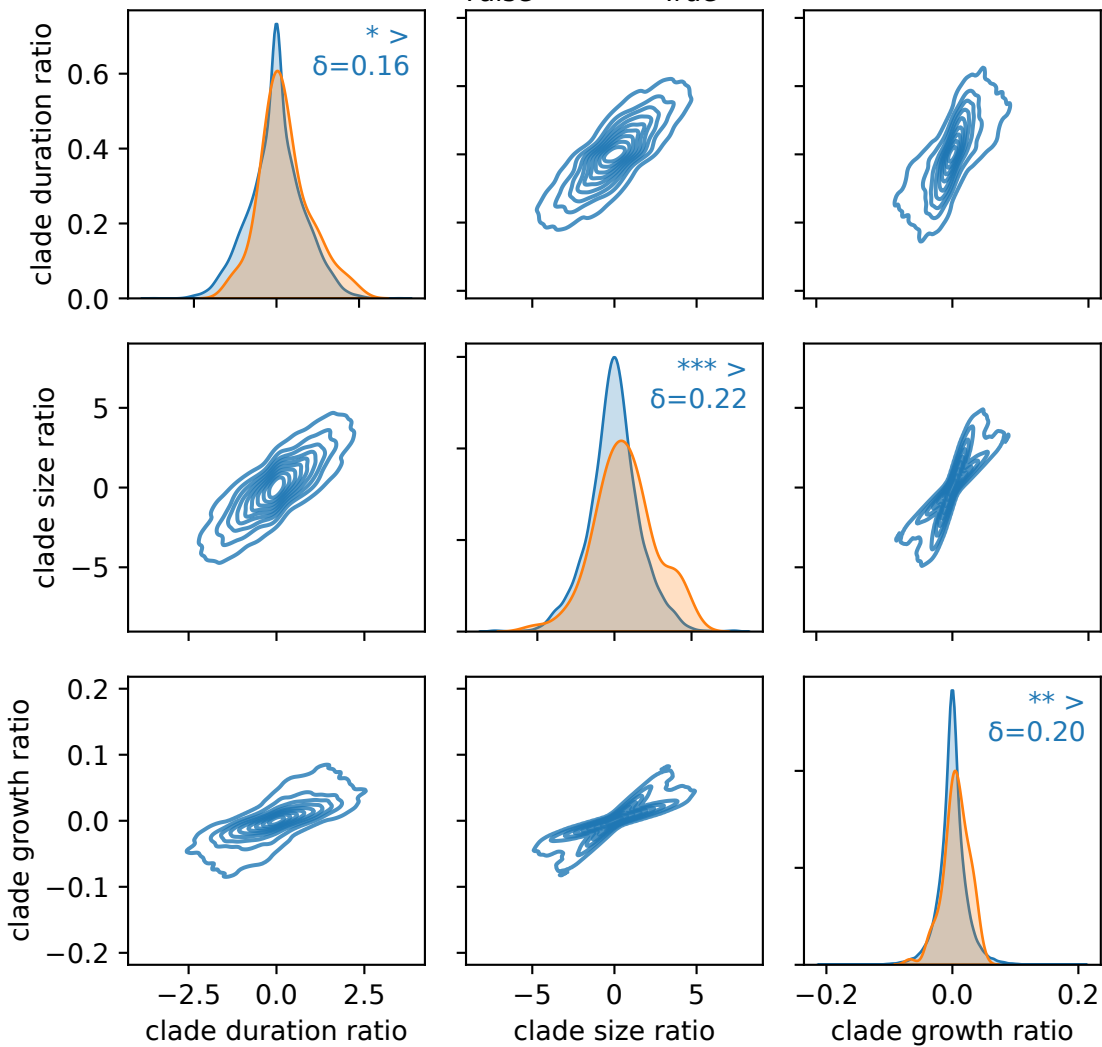 False True
clade duration ratio
0.6
0.4
0.2
0.0
* >
δ=0.16
clade size ratio
5
0
−5
*** >
δ=0.22
clade growth ratio
0.2
0.1
0.0
−0.1
−0.2
** >
δ=0.20
−2.5 0.0 2.5
clade duration ratio
−5 0 5
clade size ratio
−0.2 0.0 0.2
clade growth ratio